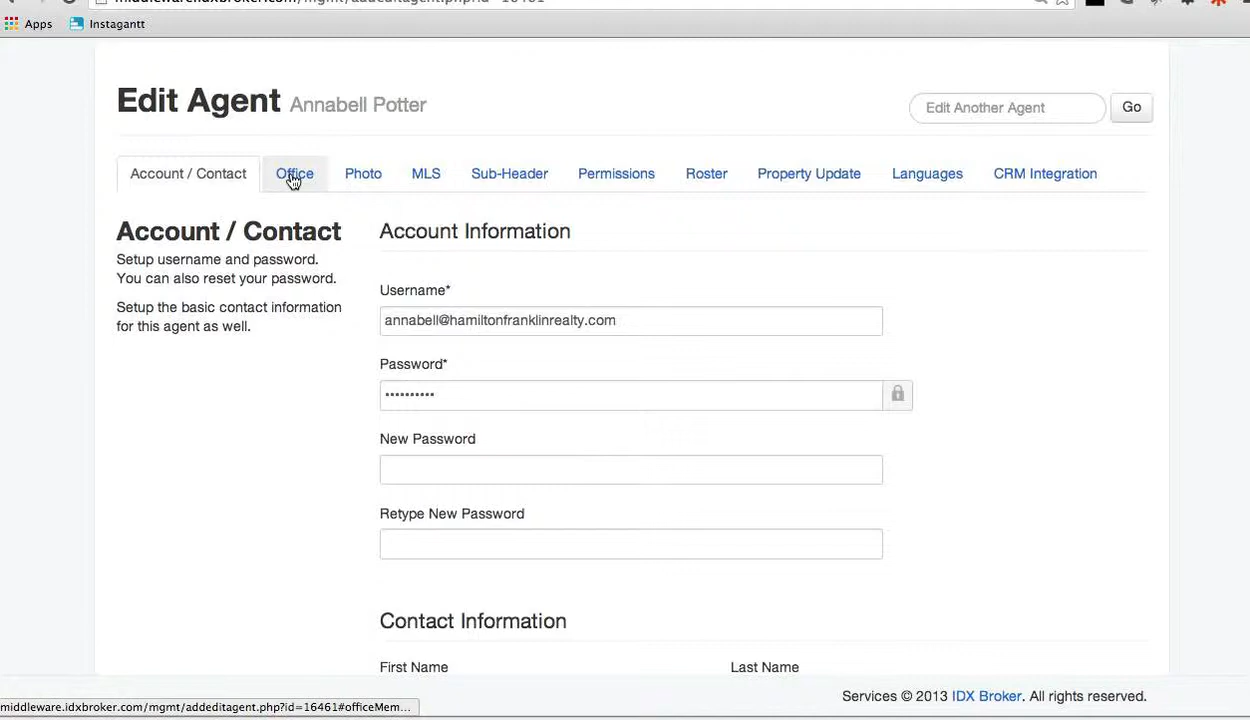 middlewareidxbroker.com/mgmt/addeditagent.php?id=16461
Apps Instagantt
Edit Agent Annabell Potter
Edit Another Agent Go
Account / Contact Office Photo MLS Sub-Header Permissions Roster Property Update Languages CRM Integration
Account / Contact
Setup username and password.
You can also reset your password.
Setup the basic contact information
for this agent as well.
Account Information
Username*
annabell@hamiltonfranklinrealty.com
Password*
••••••••••
New Password
Retype New Password
Contact Information
First Name Last Name
Services © 2013 IDX Broker. All rights reserved.
middleware.idxbroker.com/mgmt/addeditagent.php?id=16461#officeMem...